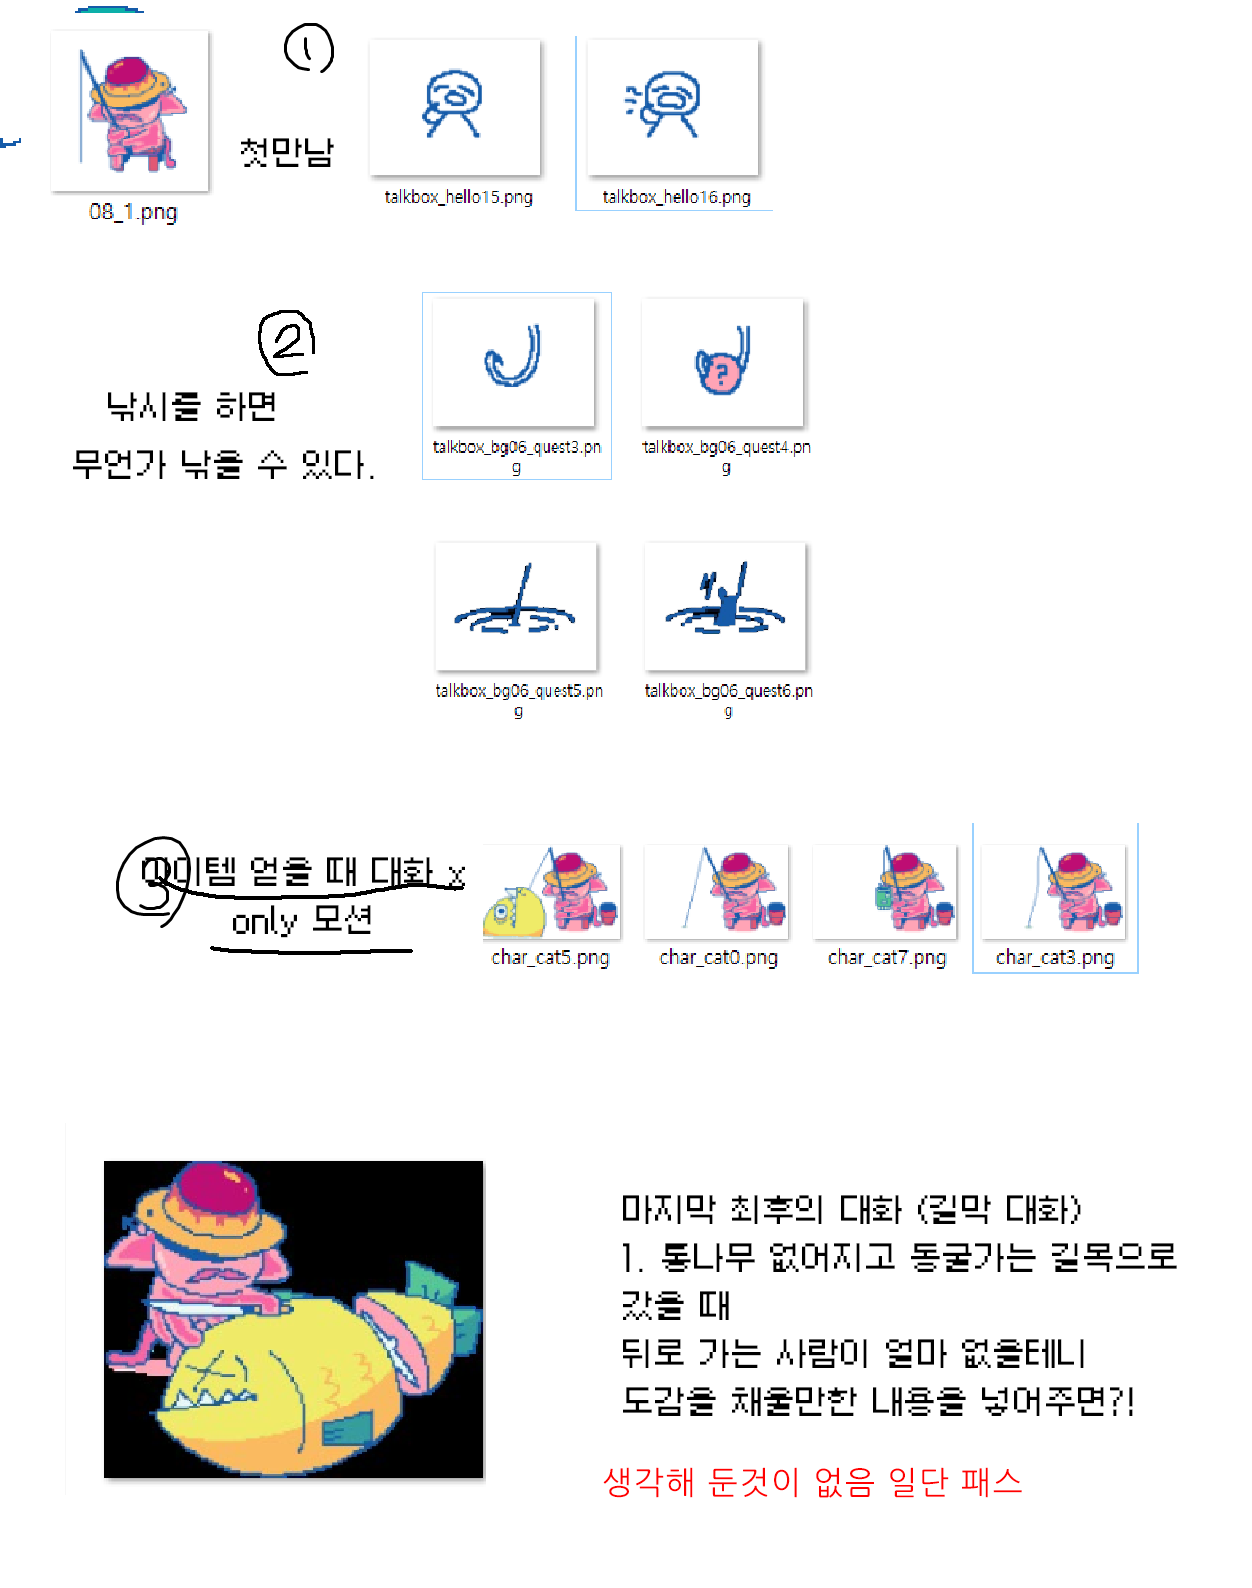 1
첫만남
08_1.png
talkbox_hello15.png
talkbox_hello16.png
2
낚시를 하면
무언가 낚을 수 있다.
talkbox_bg06_quest3.pn
g
talkbox_bg06_quest4.pn
g
?
talkbox_bg06_quest5.pn
g
talkbox_bg06_quest6.pn
g
3
아이템 얻을 때 대화 x
only 모션
char_cat5.png
char_cat0.png
char_cat7.png
char_cat3.png
마지막 최후의 대화 (길막 대화)
1. 통나무 없어지고 동굴가는 길목으로
갔을 때
뒤로 가는 사람이 얼마 없을테니
도감을 채울만한 내용을 넣어주면?!
생각해 둔것이 없음 일단 패스